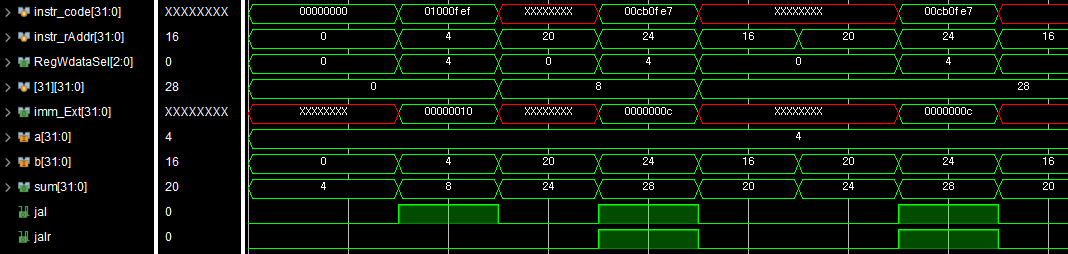 instr_code[31:0] XXXXXXXX 00000000 01000fef XXXXXXXX 00cb0fe7 XXXXXXXX 00cb0fe7 XXXXXXXX
instr_rAddr[31:0] 16 0 4 20 24 16 20 24 16
RegWdataSel[2:0] 0 0 4 0 4 0 4 0
[31][31:0] 28 0 8 28
imm_Ext[31:0] XXXXXXXX XXXXXXXX 00000010 XXXXXXXX 0000000c XXXXXXXX 0000000c XXXXXXXX
a[31:0] 4 4
b[31:0] 16 0 4 20 24 16 20 24 16
sum[31:0] 20 4 8 24 28 20 24 28 20
jal 0
jalr 0